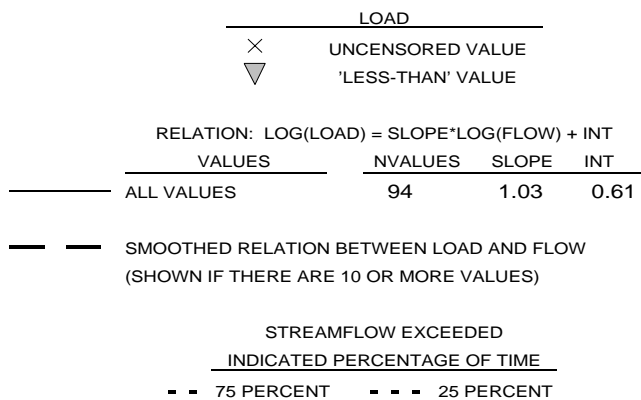 LOAD
UNCENSORED VALUE
'LESS-THAN' VALUE
RELATION: LOG(LOAD) = SLOPE*LOG(FLOW) + INT
VALUES NVALUES SLOPE INT
ALL VALUES 94 1.03 0.61
SMOOTHED RELATION BETWEEN LOAD AND FLOW
(SHOWN IF THERE ARE 10 OR MORE VALUES)
STREAMFLOW EXCEEDED
INDICATED PERCENTAGE OF TIME
75 PERCENT 25 PERCENT